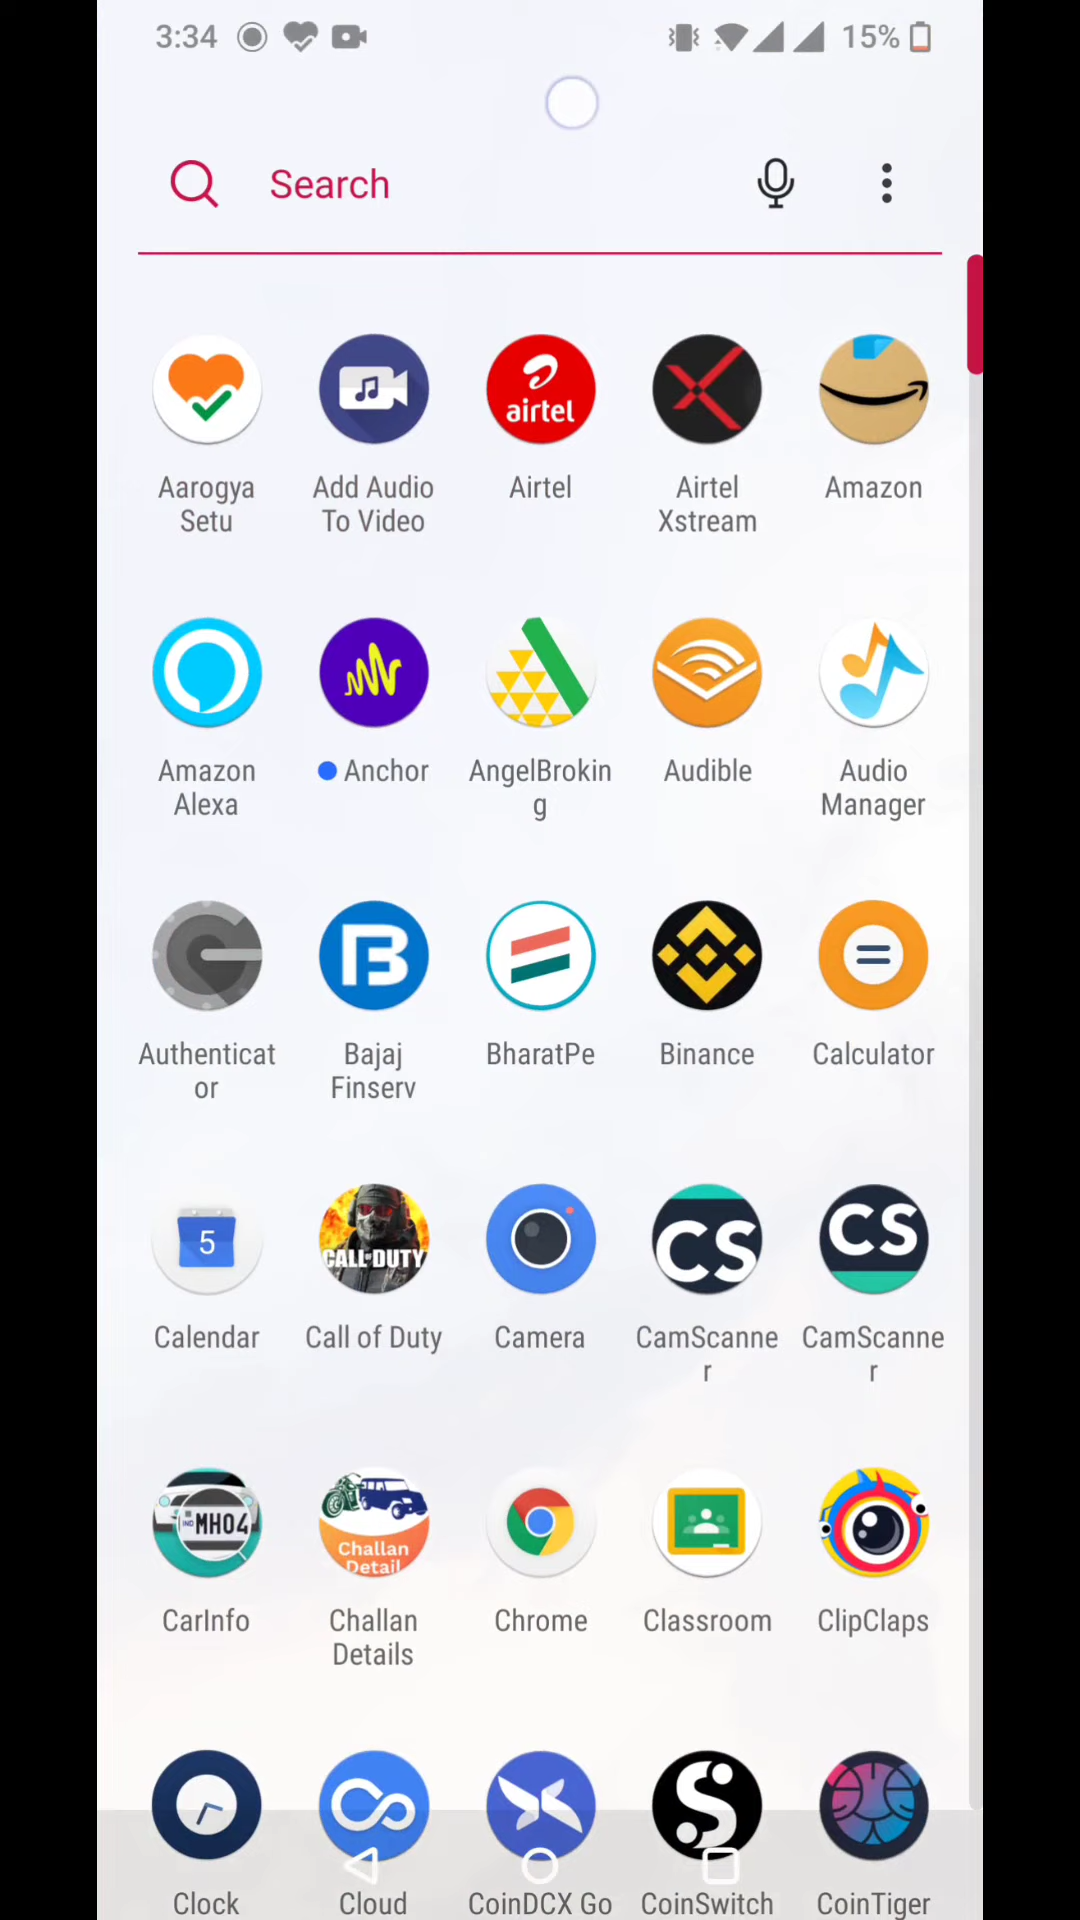 3:34
15%
Search
airtel
Aarogya
Setu
Add Audio
To Video
Airtel
Airtel
Xstream
Amazon
Amazon
Alexa
Anchor
AngelBrokin
g
Audible
Audio
Manager
B
Authenticat
or
Bajaj
Finserv
BharatPe
Binance
Calculator
5
CALL OF DUTY
CS
CS
Calendar
Call of Duty
Camera
CamScanne
r
CamScanne
r
IND MH04
Challan
Detail
CarInfo
Challan
Details
Chrome
Classroom
ClipClaps
Clock
Cloud
CoinDCX Go
CoinSwitch
CoinTiger